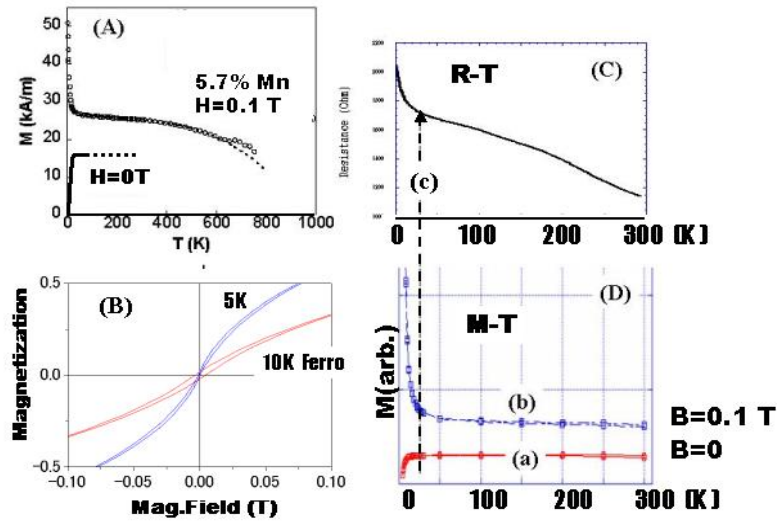 (A)
50
40
30
20
10
0
M (kA/m)
5.7% Mn
H=0.1 T
H=0T
0 200 400 600 800 1000
T (K)
(B)
0.5
0.0
-0.5
Magnetization
5K
10K Ferro
-0.10 -0.05 0.00 0.05 0.10
Mag.Field (T)
R-T
(C)
Resistance (Ohm)
(c)
0 100 200 300 (K)
(D)
M-T
M(arb.)
(b)
(a)
B=0.1 T
B=0
0 100 200 300 (K)